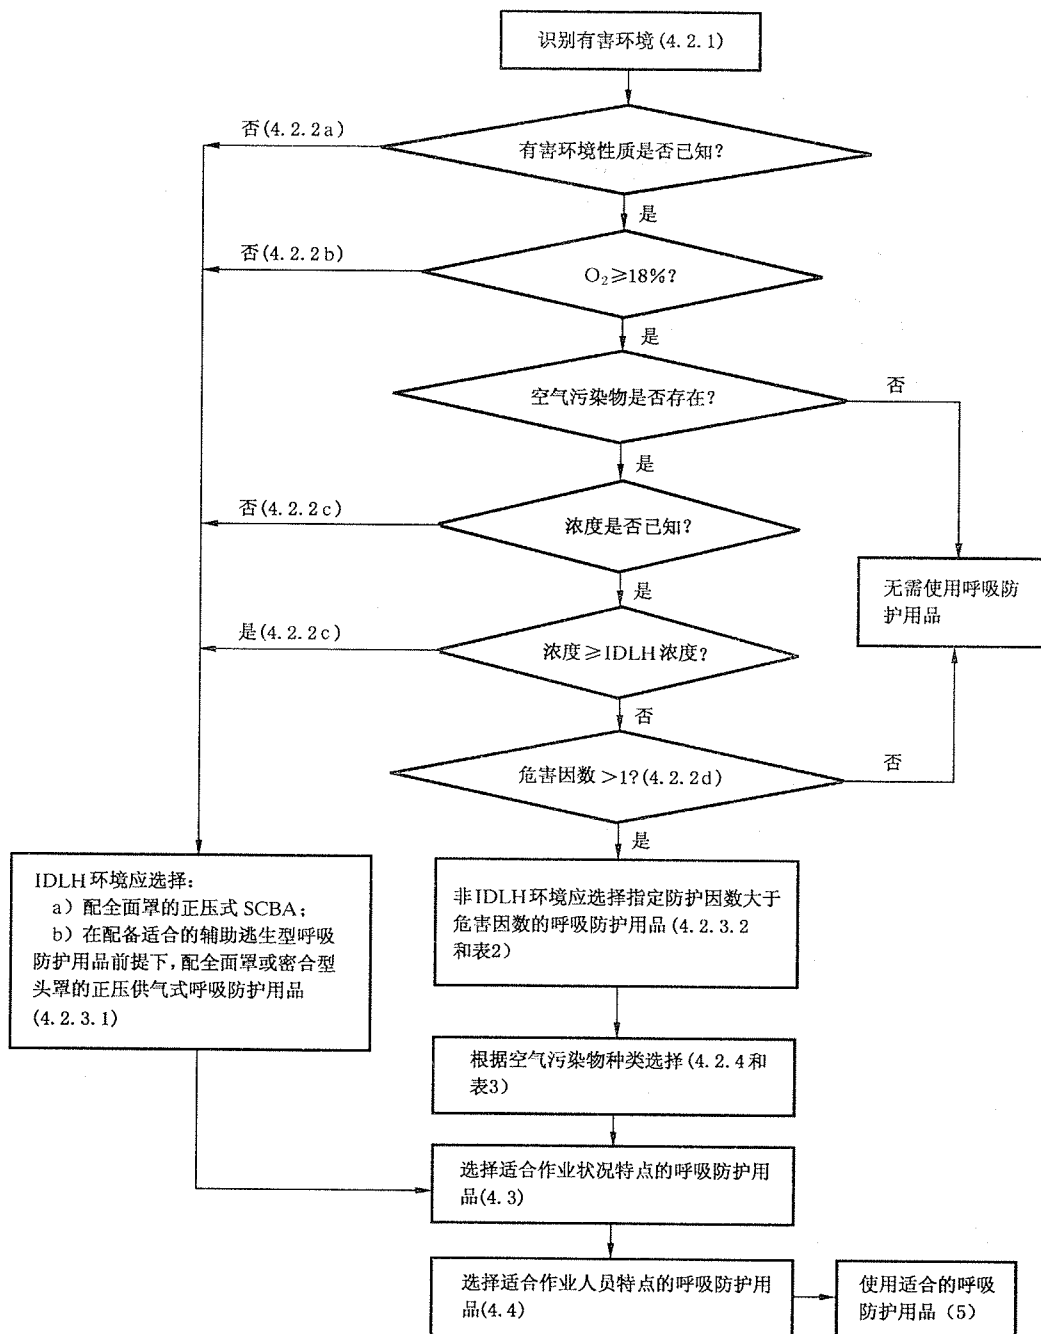 识别有害环境(4.2.1)
否(4.2.2a)
有害环境性质是否已知?
是
否(4.2.2b)
O₂≥18%?
是
空气污染物是否存在?
否
是
否(4.2.2c)
浓度是否已知?
是
无需使用呼吸防
护用品
是(4.2.2c)
浓度≥IDLH浓度?
否
危害因数>1?(4.2.2d)
否
是
IDLH环境应选择:
a)配全面罩的正压式SCBA;
b)在配备适合的辅助逃生型呼吸
防护用品前提下,配全面罩或密合型
头罩的正压供气式呼吸防护用品
(4.2.3.1)
非IDLH环境应选择指定防护因数大于
危害因数的呼吸防护用品(4.2.3.2
和表2)
根据空气污染物种类选择(4.2.4和
表3)
选择适合作业状况特点的呼吸防护用
品(4.3)
选择适合作业人员特点的呼吸防护用
品(4.4)
使用适合的呼吸
防护用品(5)